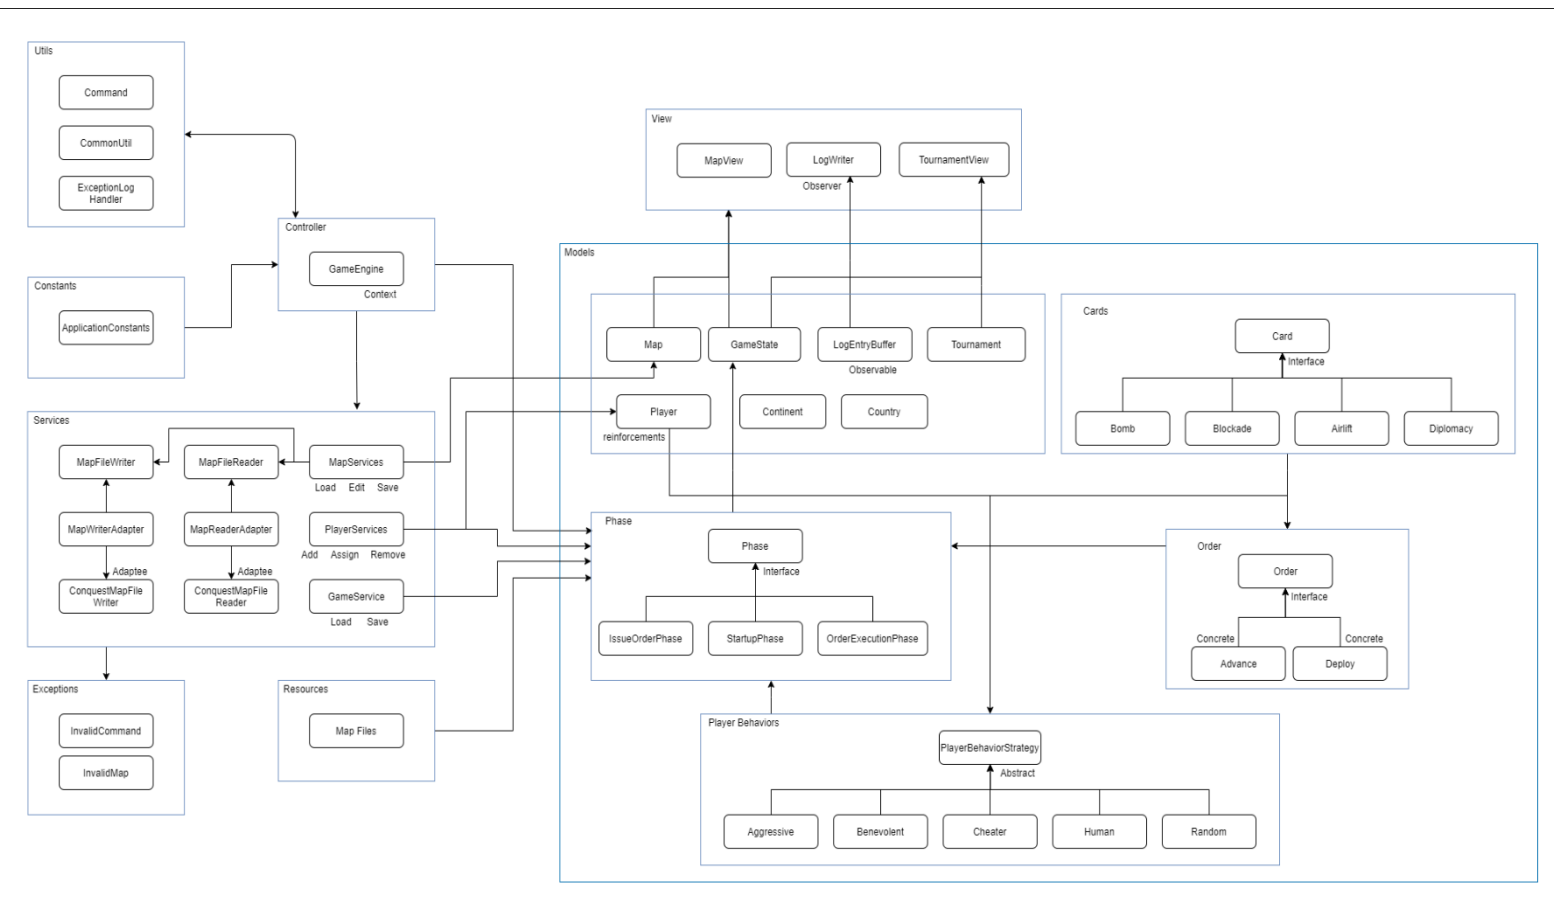 Utils
Command
CommonUtil
ExceptionLog
Handler
Constants
ApplicationConstants
Controller
GameEngine
Context
Services
MapFileWriter
MapFileReader
MapServices
Load Edit Save
MapWriterAdapter
MapReaderAdapter
PlayerServices
Add Assign Remove
Adaptee
Adaptee
ConquestMapFile
Writer
ConquestMapFile
Reader
GameService
Load Save
Exceptions
InvalidCommand
InvalidMap
Resources
Map Files
View
MapView
LogWriter
TournamentView
Observer
Models
Map
GameState
LogEntryBuffer
Tournament
Observable
Player
Continent
Country
reinforcements
Cards
Card
Interface
Bomb
Blockade
Airlift
Diplomacy
Phase
Phase
Interface
IssueOrderPhase
StartupPhase
OrderExecutionPhase
Order
Order
Interface
Concrete
Concrete
Advance
Deploy
Player Behaviors
PlayerBehaviorStrategy
Abstract
Aggressive
Benevolent
Cheater
Human
Random